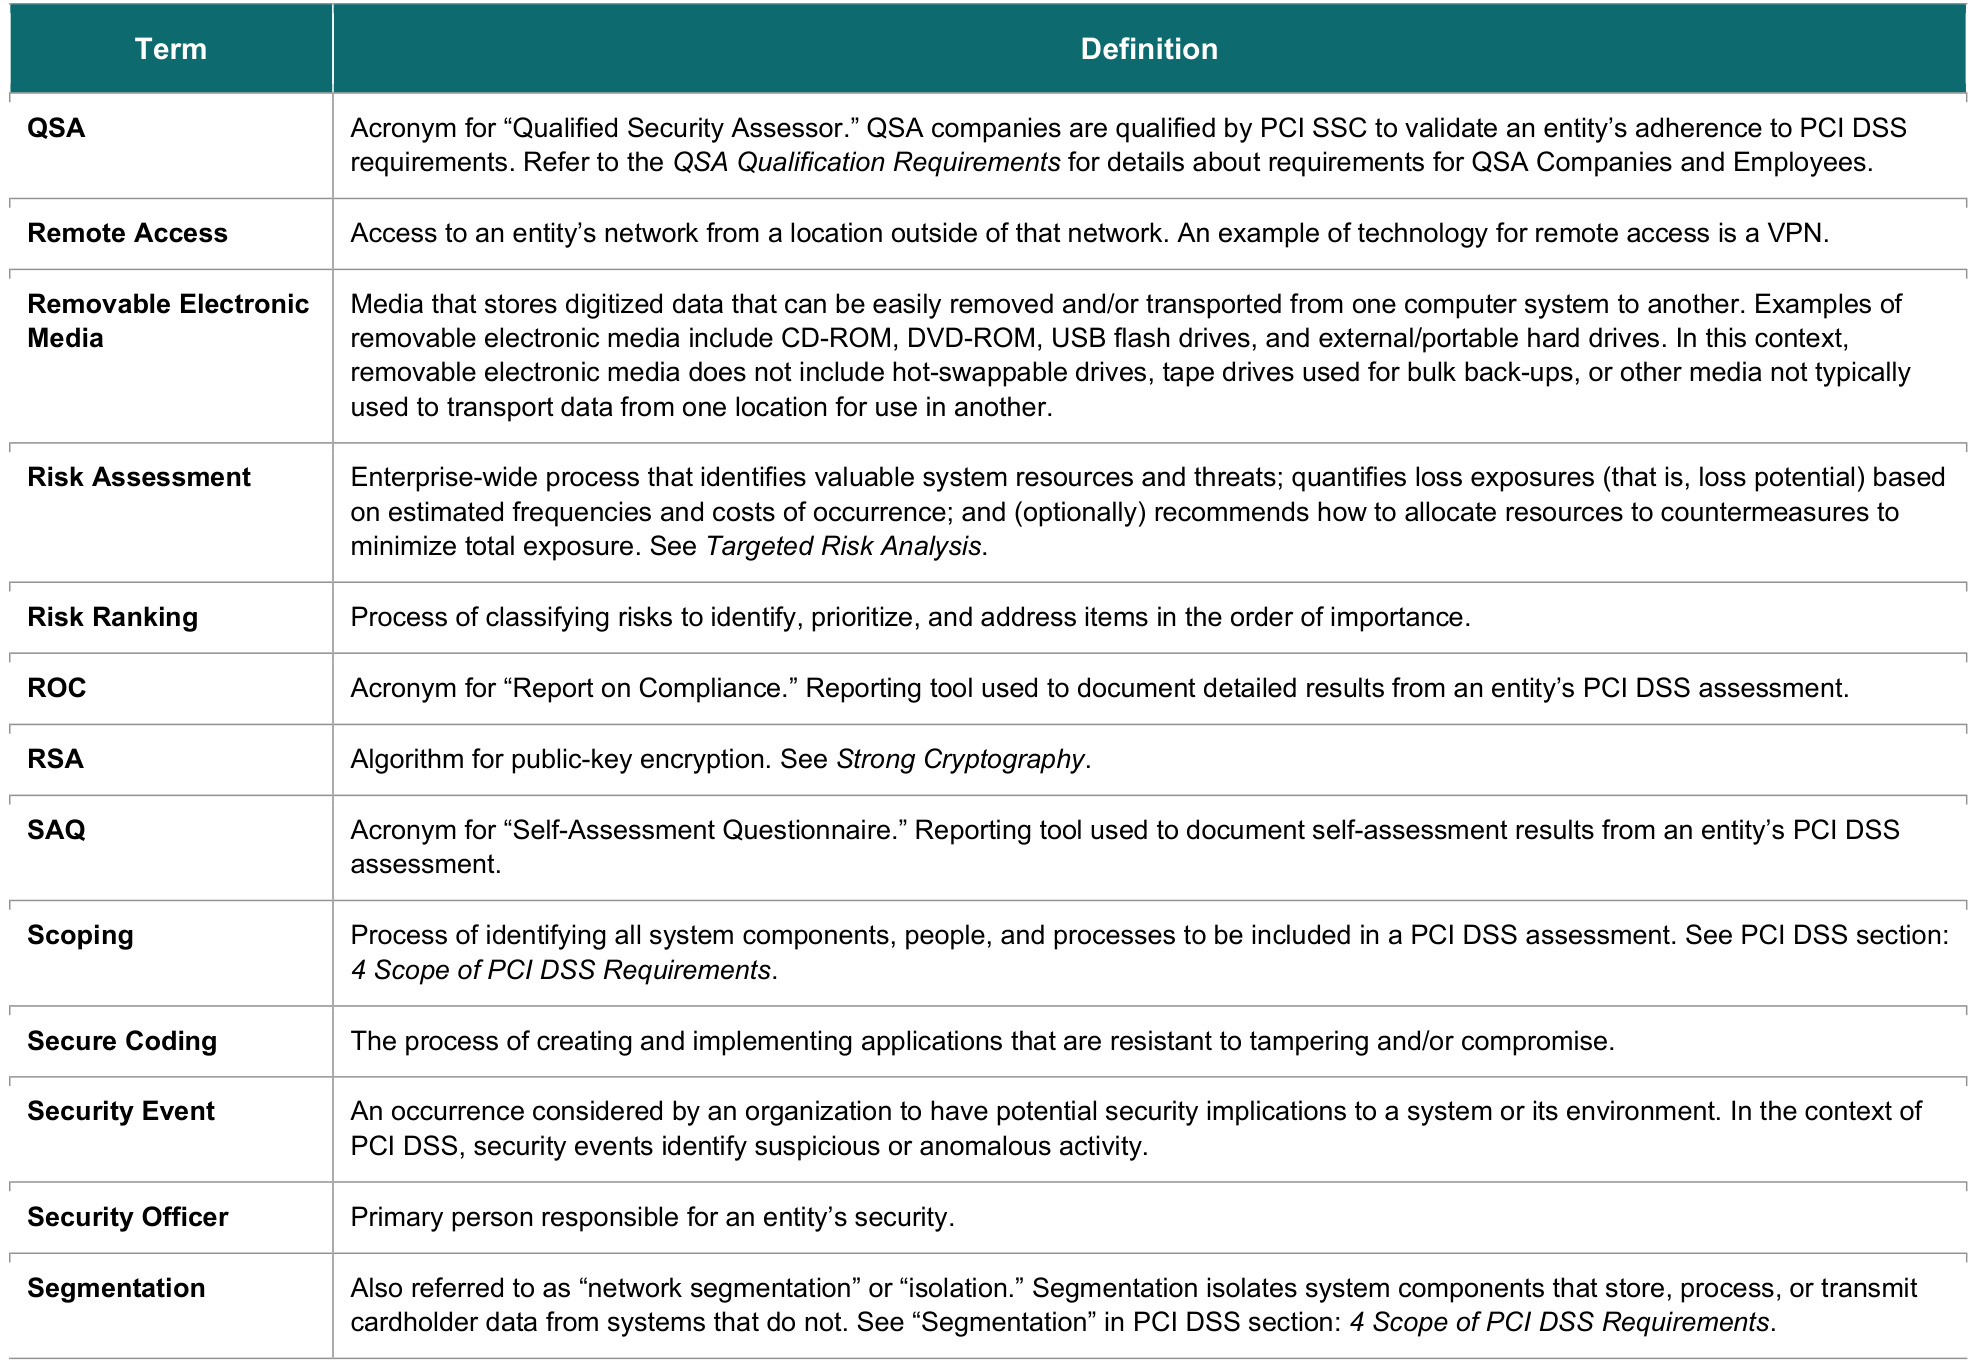 Term
Definition
QSA
Acronym for “Qualified Security Assessor.” QSA companies are qualified by PCI SSC to validate an entity’s adherence to PCI DSS
requirements. Refer to the QSA Qualification Requirements for details about requirements for QSA Companies and Employees.
Remote Access
Access to an entity’s network from a location outside of that network. An example of technology for remote access is a VPN.
Removable Electronic
Media
Media that stores digitized data that can be easily removed and/or transported from one computer system to another. Examples of
removable electronic media include CD-ROM, DVD-ROM, USB flash drives, and external/portable hard drives. In this context,
removable electronic media does not include hot-swappable drives, tape drives used for bulk back-ups, or other media not typically
used to transport data from one location for use in another.
Risk Assessment
Enterprise-wide process that identifies valuable system resources and threats; quantifies loss exposures (that is, loss potential) based
on estimated frequencies and costs of occurrence; and (optionally) recommends how to allocate resources to countermeasures to
minimize total exposure. See Targeted Risk Analysis.
Risk Ranking
Process of classifying risks to identify, prioritize, and address items in the order of importance.
ROC
Acronym for “Report on Compliance.” Reporting tool used to document detailed results from an entity’s PCI DSS assessment.
RSA
Algorithm for public-key encryption. See Strong Cryptography.
SAQ
Acronym for “Self-Assessment Questionnaire.” Reporting tool used to document self-assessment results from an entity’s PCI DSS
assessment.
Scoping
Process of identifying all system components, people, and processes to be included in a PCI DSS assessment. See PCI DSS section:
4 Scope of PCI DSS Requirements.
Secure Coding
The process of creating and implementing applications that are resistant to tampering and/or compromise.
Security Event
An occurrence considered by an organization to have potential security implications to a system or its environment. In the context of
PCI DSS, security events identify suspicious or anomalous activity.
Security Officer
Primary person responsible for an entity’s security.
Segmentation
Also referred to as “network segmentation” or “isolation.” Segmentation isolates system components that store, process, or transmit
cardholder data from systems that do not. See “Segmentation” in PCI DSS section: 4 Scope of PCI DSS Requirements.